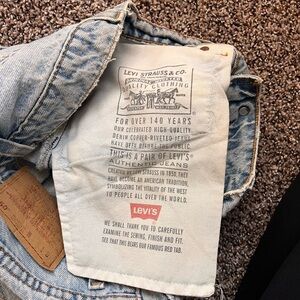 LEVI STRAUSS & CO.
QUALITY CLOTHING
FOR OVER 140 YEARS
OUR CELEBRATED HIGH-QUALITY
DENIM COPPER-RIVETED JEANS
HAVE BEEN BEFORE THE PUBLIC
THIS IS A PAIR OF LEVI'S
AUTHENTIC JEANS
CREATED BY LEVI STRAUSS IN 1850, THEY
HAVE BECOME AN AMERICAN TRADITION,
SYMBOLIZING THE VITALITY OF THE WEST
TO PEOPLE ALL OVER THE WORLD.
LEVI'S
WE SHALL THANK YOU TO CAREFULLY
EXAMINE THE SEWING, FINISH AND FIT.
SEE THAT THIS BEARS OUR FAMOUS RED TAB.